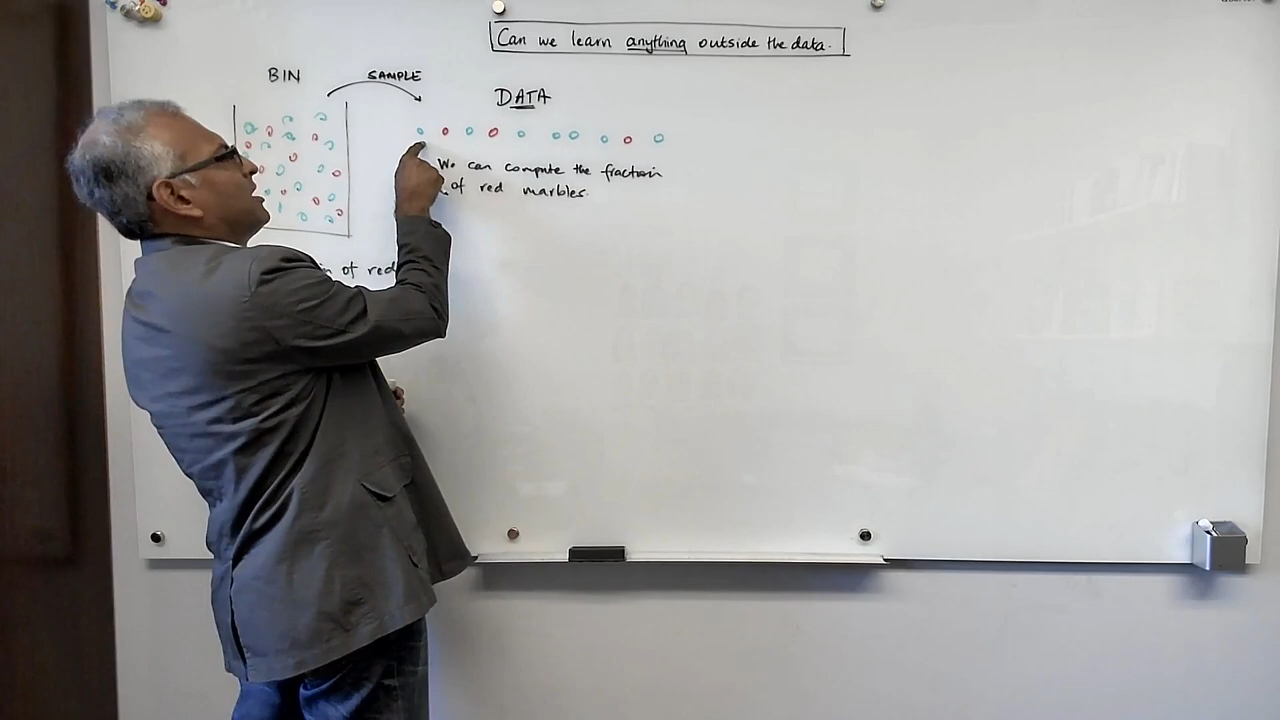 Can we learn anything outside the data.
BIN
SAMPLE
DATA
We can compute the fraction
of red marbles.
of red